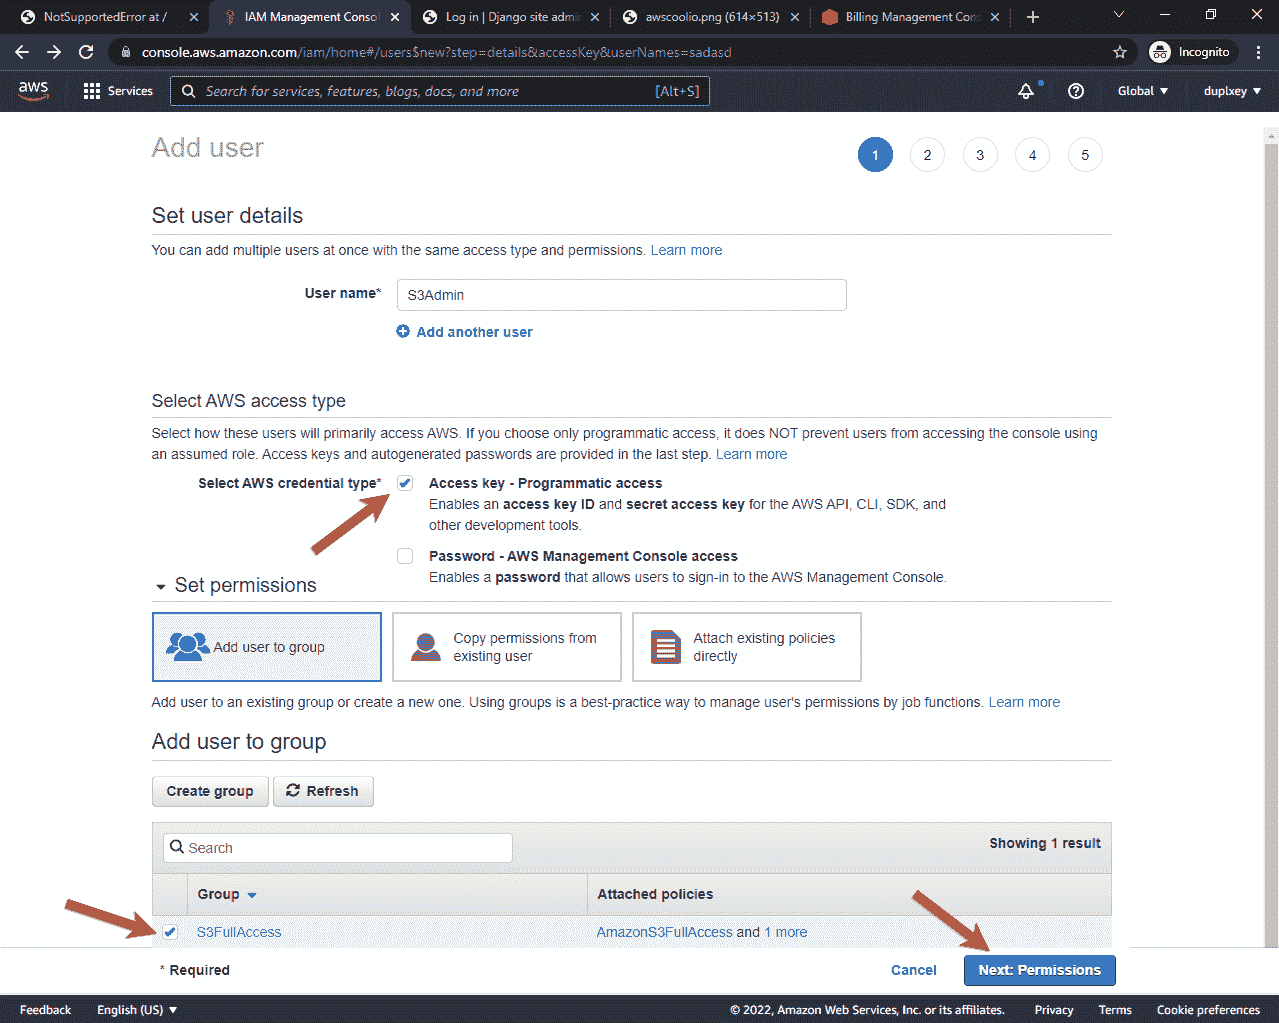 NotSupportedError at /
IAM Management Consol
Log in | Django site admin
awscoolio.png (614×513)
Billing Management Cons
console.aws.amazon.com/iam/home#/users$new?step=details&accessKey&userNames=sadasd
Incognito
aws
Services
Search for services, features, blogs, docs, and more
[Alt+S]
Global
duplxey
Add user
1
2
3
4
5
Set user details
You can add multiple users at once with the same access type and permissions. Learn more
User name*
S3Admin
Add another user
Select AWS access type
Select how these users will primarily access AWS. If you choose only programmatic access, it does NOT prevent users from accessing the console using
an assumed role. Access keys and autogenerated passwords are provided in the last step. Learn more
Select AWS credential type*
Access key - Programmatic access
Enables an access key ID and secret access key for the AWS API, CLI, SDK, and
other development tools.
Password - AWS Management Console access
Enables a password that allows users to sign-in to the AWS Management Console.
Set permissions
Add user to group
Copy permissions from
existing user
Attach existing policies
directly
Add user to an existing group or create a new one. Using groups is a best-practice way to manage user's permissions by job functions. Learn more
Add user to group
Create group
Refresh
Search
Showing 1 result
Group
Attached policies
S3FullAccess
AmazonS3FullAccess and 1 more
* Required
Cancel
Next: Permissions
Feedback
English (US)
© 2022, Amazon Web Services, Inc. or its affiliates.
Privacy
Terms
Cookie preferences